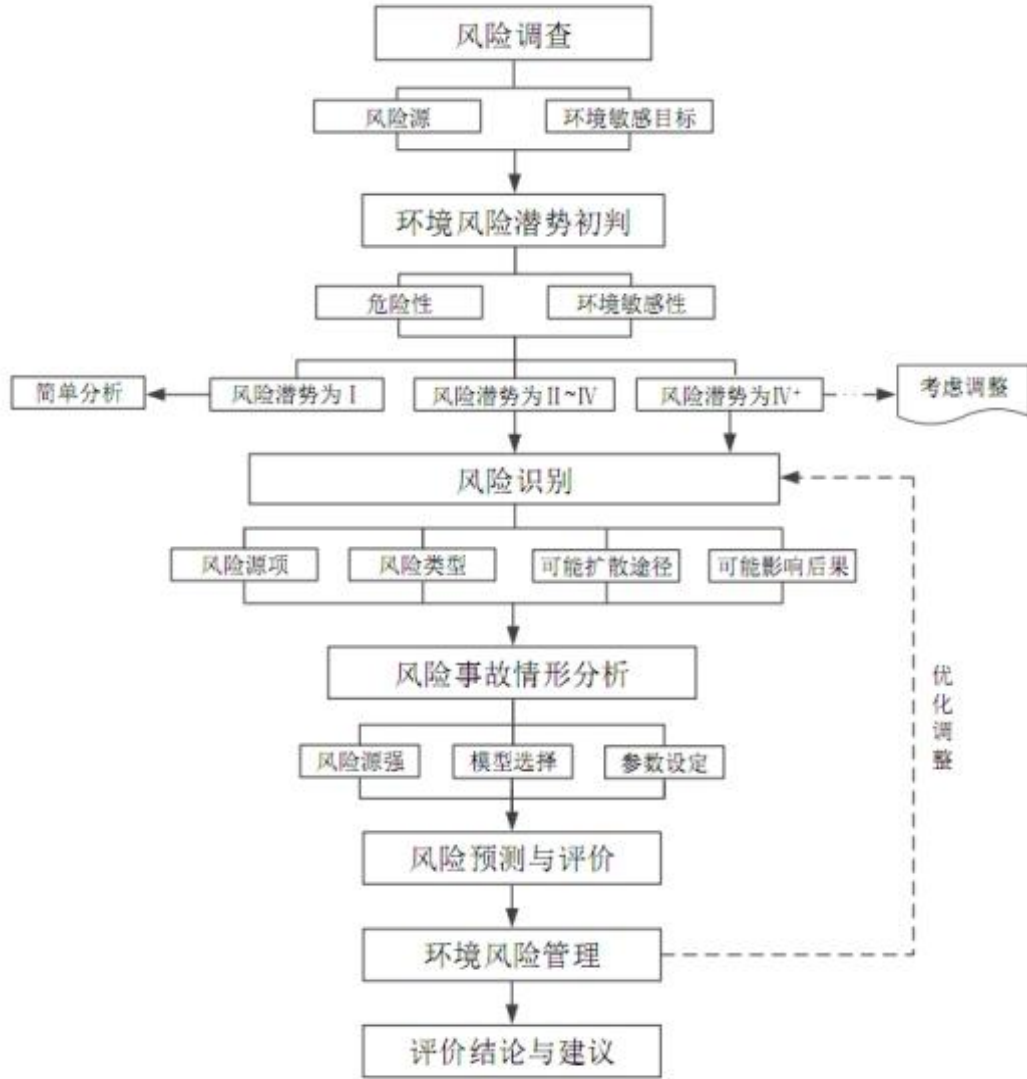 风险调查
风险源
环境敏感目标
环境风险潜势初判
危险性
环境敏感性
简单分析
风险潜势为Ⅰ
风险潜势为Ⅱ~Ⅳ
风险潜势为Ⅳ⁺
考虑调整
风险识别
风险源项
风险类型
可能扩散途径
可能影响后果
风险事故情形分析
优化调整
风险源强
模型选择
参数设定
风险预测与评价
环境风险管理
评价结论与建议